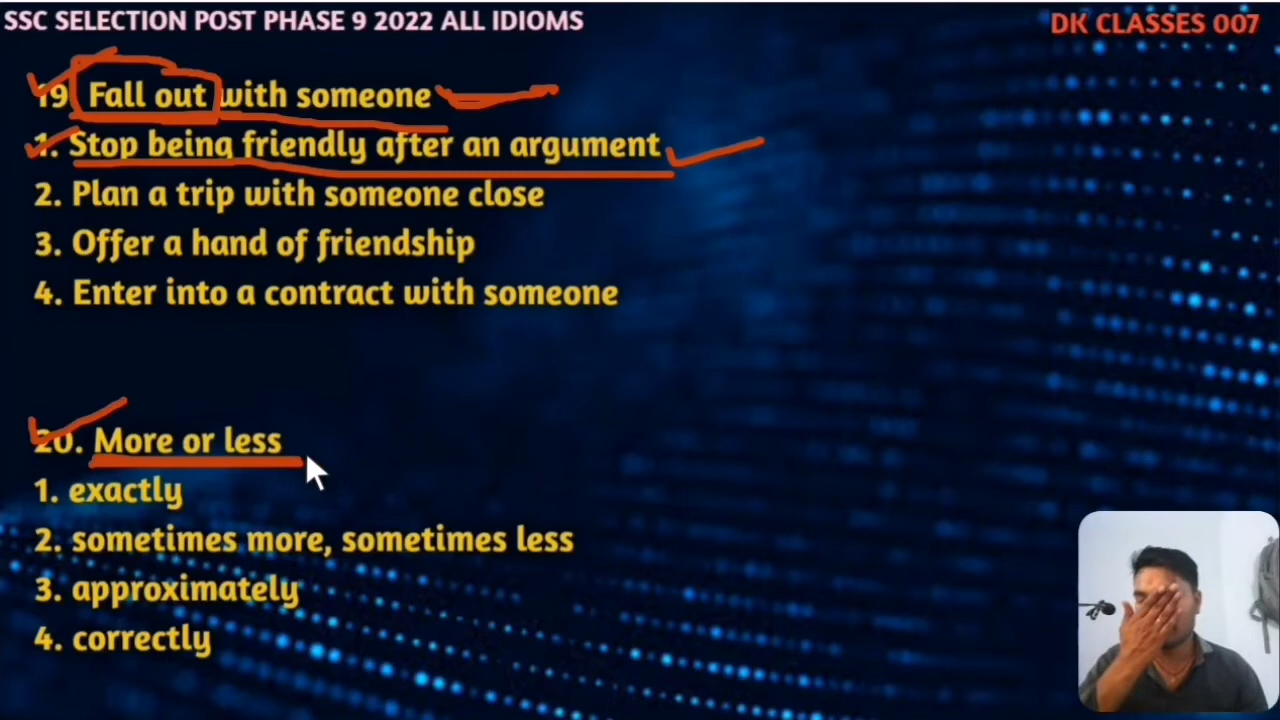 SSC SELECTION POST PHASE 9 2022 ALL IDIOMS
DK CLASSES 007
19. Fall out with someone
1. Stop being friendly after an argument
2. Plan a trip with someone close
3. Offer a hand of friendship
4. Enter into a contract with someone
20. More or less
1. exactly
2. sometimes more, sometimes less
3. approximately
4. correctly